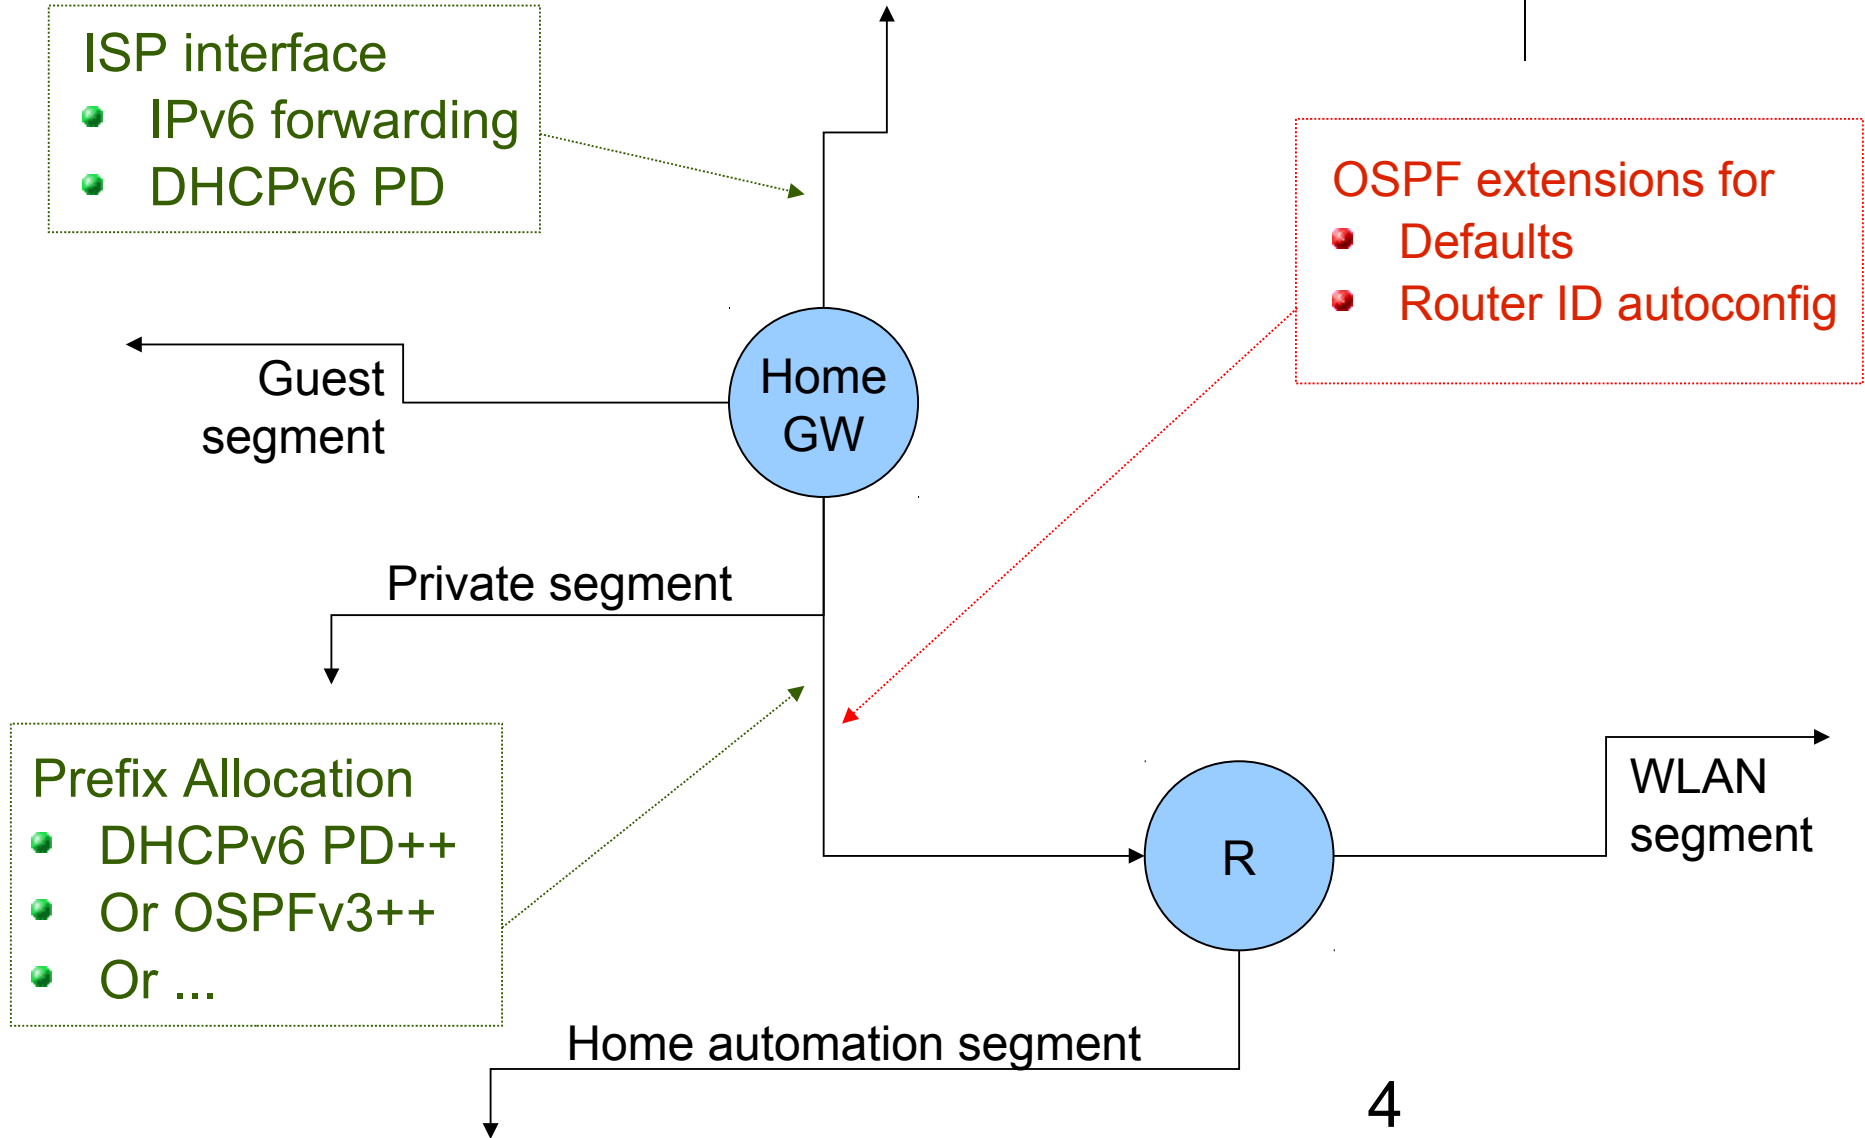 ISP interface
IPv6 forwarding
DHCPv6 PD
OSPF extensions for
Defaults
Router ID autoconfig
Guest
segment
Home
GW
Private segment
Prefix Allocation
DHCPv6 PD++
Or OSPFv3++
Or ...
R
WLAN
segment
Home automation segment
4